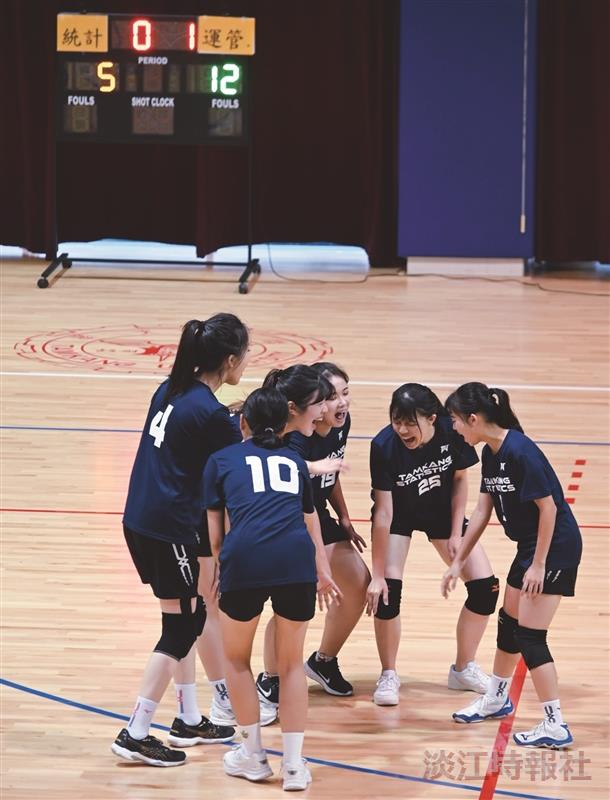 統計 0 1 運管
PERIOD
5 12
FOULS SHOT CLOCK FOULS
4
10
19
TAMKANG
STATISTICS
25
淡江時報社